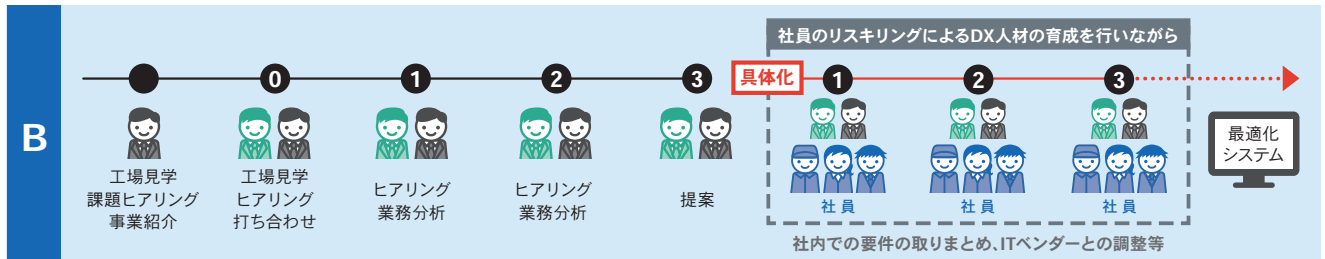 B
社員のリスキリングによるDX人材の育成を行いながら
0
1
2
3
具体化
1
2
3
工場見学
課題ヒアリング
事業紹介
工場見学
ヒアリング
打ち合わせ
ヒアリング
業務分析
ヒアリング
業務分析
提案
社員
社員
社員
最適化
システム
社内での要件の取りまとめ、ITベンダーとの調整等